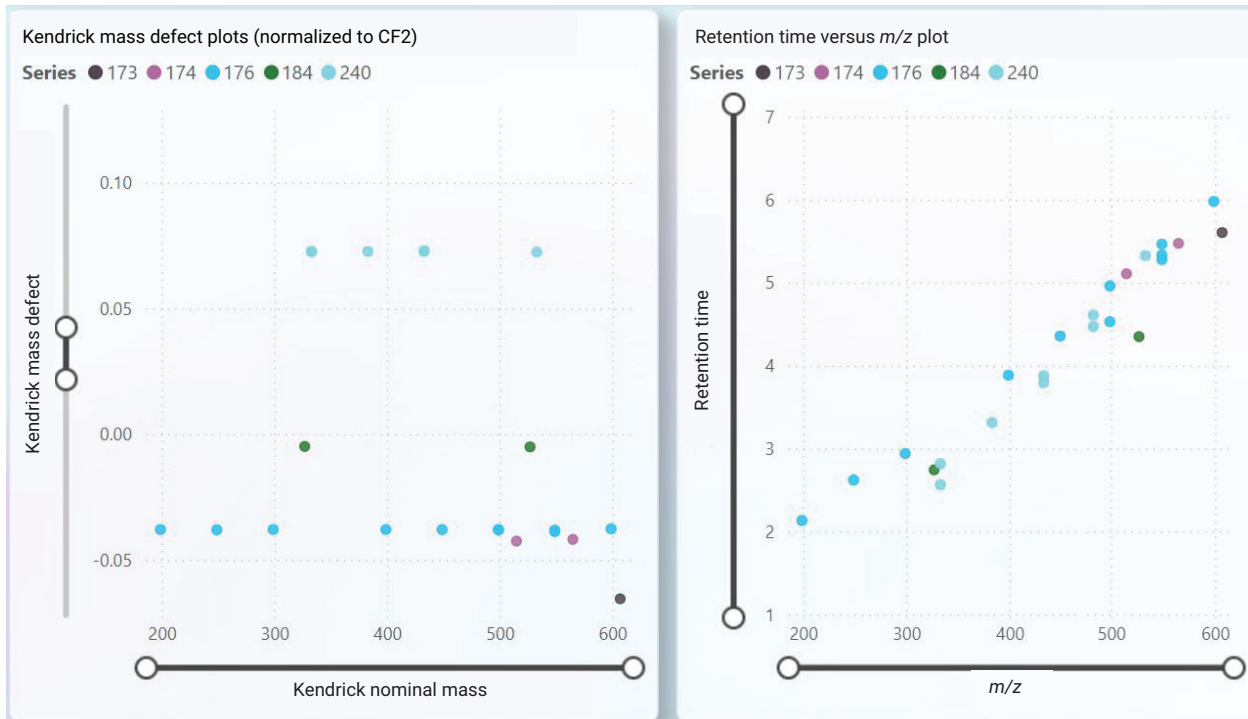 Kendrick mass defect plots (normalized to CF2)
Series 173 174 176 184 240
0.10
0.05
0.00
-0.05
Kendrick mass defect
200 300 400 500 600
Kendrick nominal mass
Retention time versus m/z plot
Series 173 174 176 184 240
7
6
5
4
3
2
1
Retention time
200 300 400 500 600
m/z